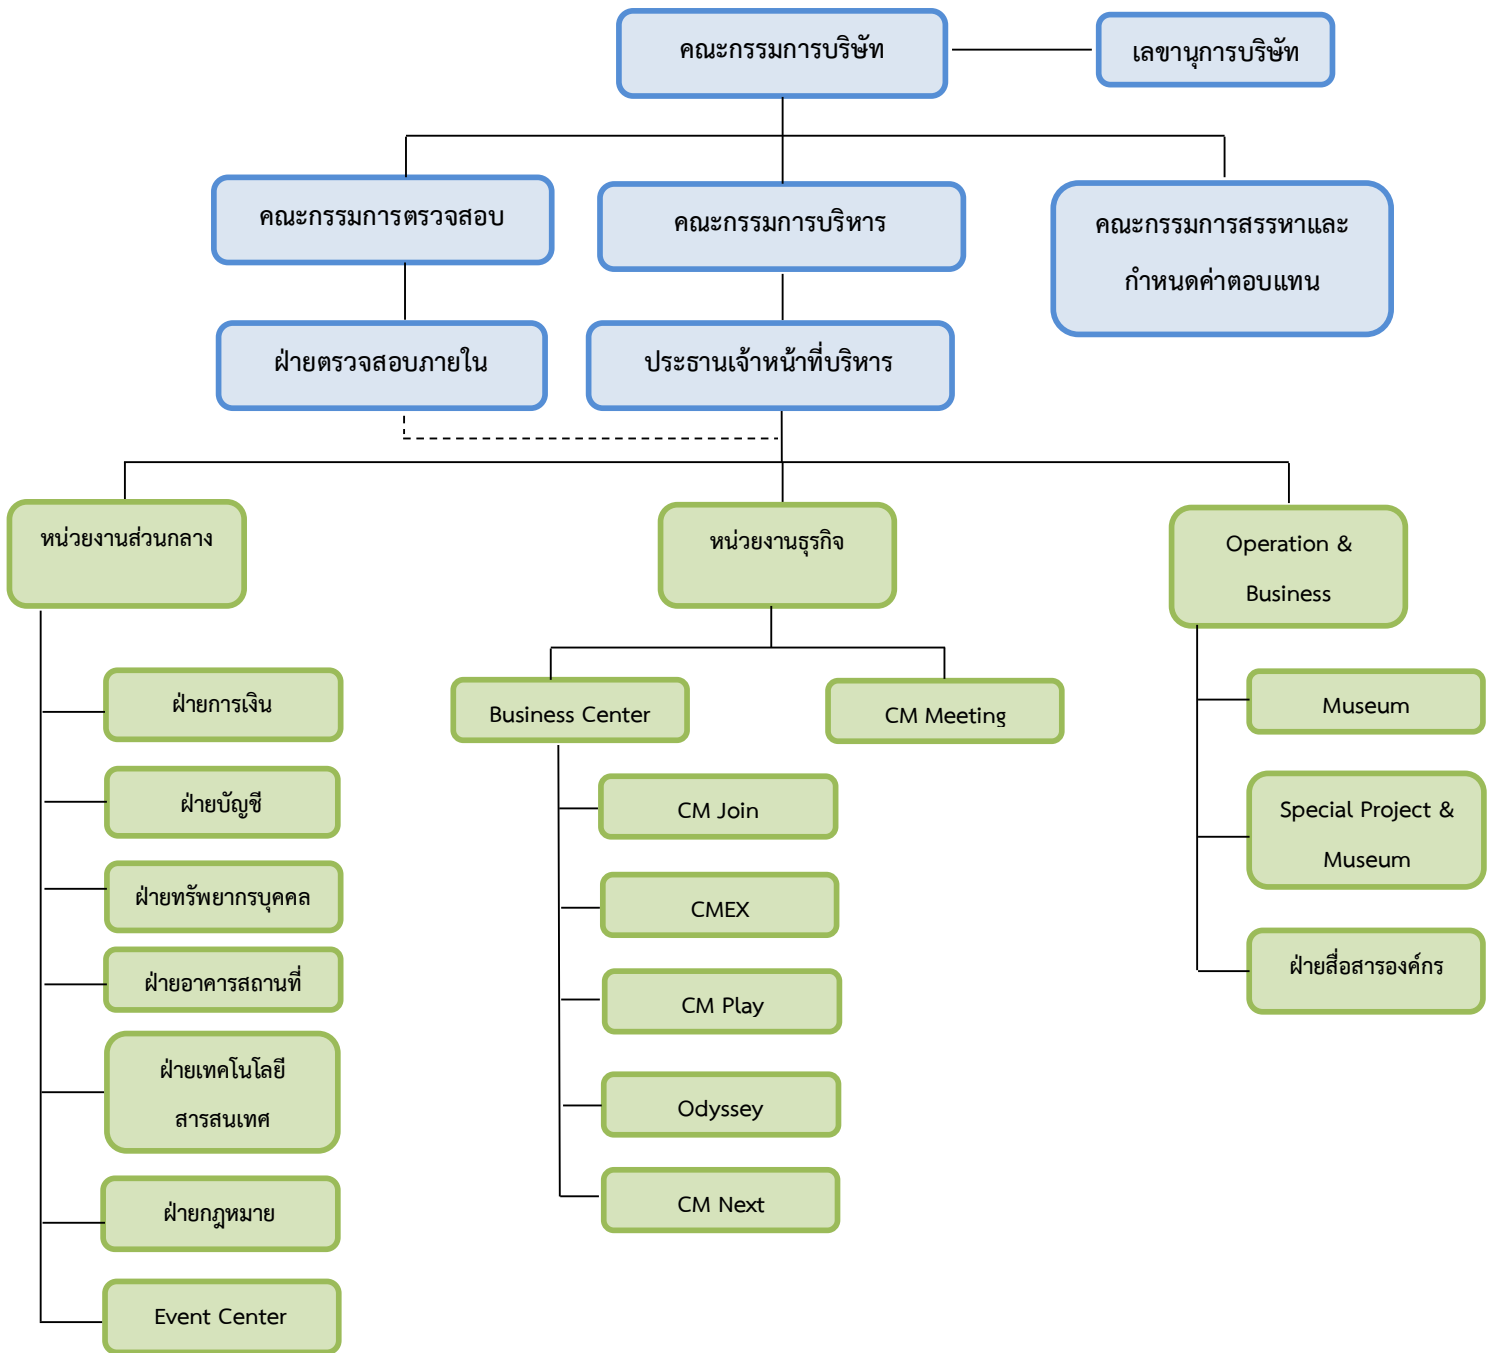 คณะกรรมการบริษัท
เลขานุการบริษัท
คณะกรรมการตรวจสอบ
คณะกรรมการบริหาร
คณะกรรมการสรรหาและ
กำหนดค่าตอบแทน
ฝ่ายตรวจสอบภายใน
ประธานเจ้าหน้าที่บริหาร
หน่วยงานส่วนกลาง
หน่วยงานธุรกิจ
Operation &
Business
ฝ่ายการเงิน
ฝ่ายบัญชี
ฝ่ายทรัพยากรบุคคล
ฝ่ายอาคารสถานที่
ฝ่ายเทคโนโลยี
สารสนเทศ
ฝ่ายกฎหมาย
Event Center
Business Center
CM Meeting
CM Join
CMEX
CM Play
Odyssey
CM Next
Museum
Special Project &
Museum
ฝ่ายสื่อสารองค์กร